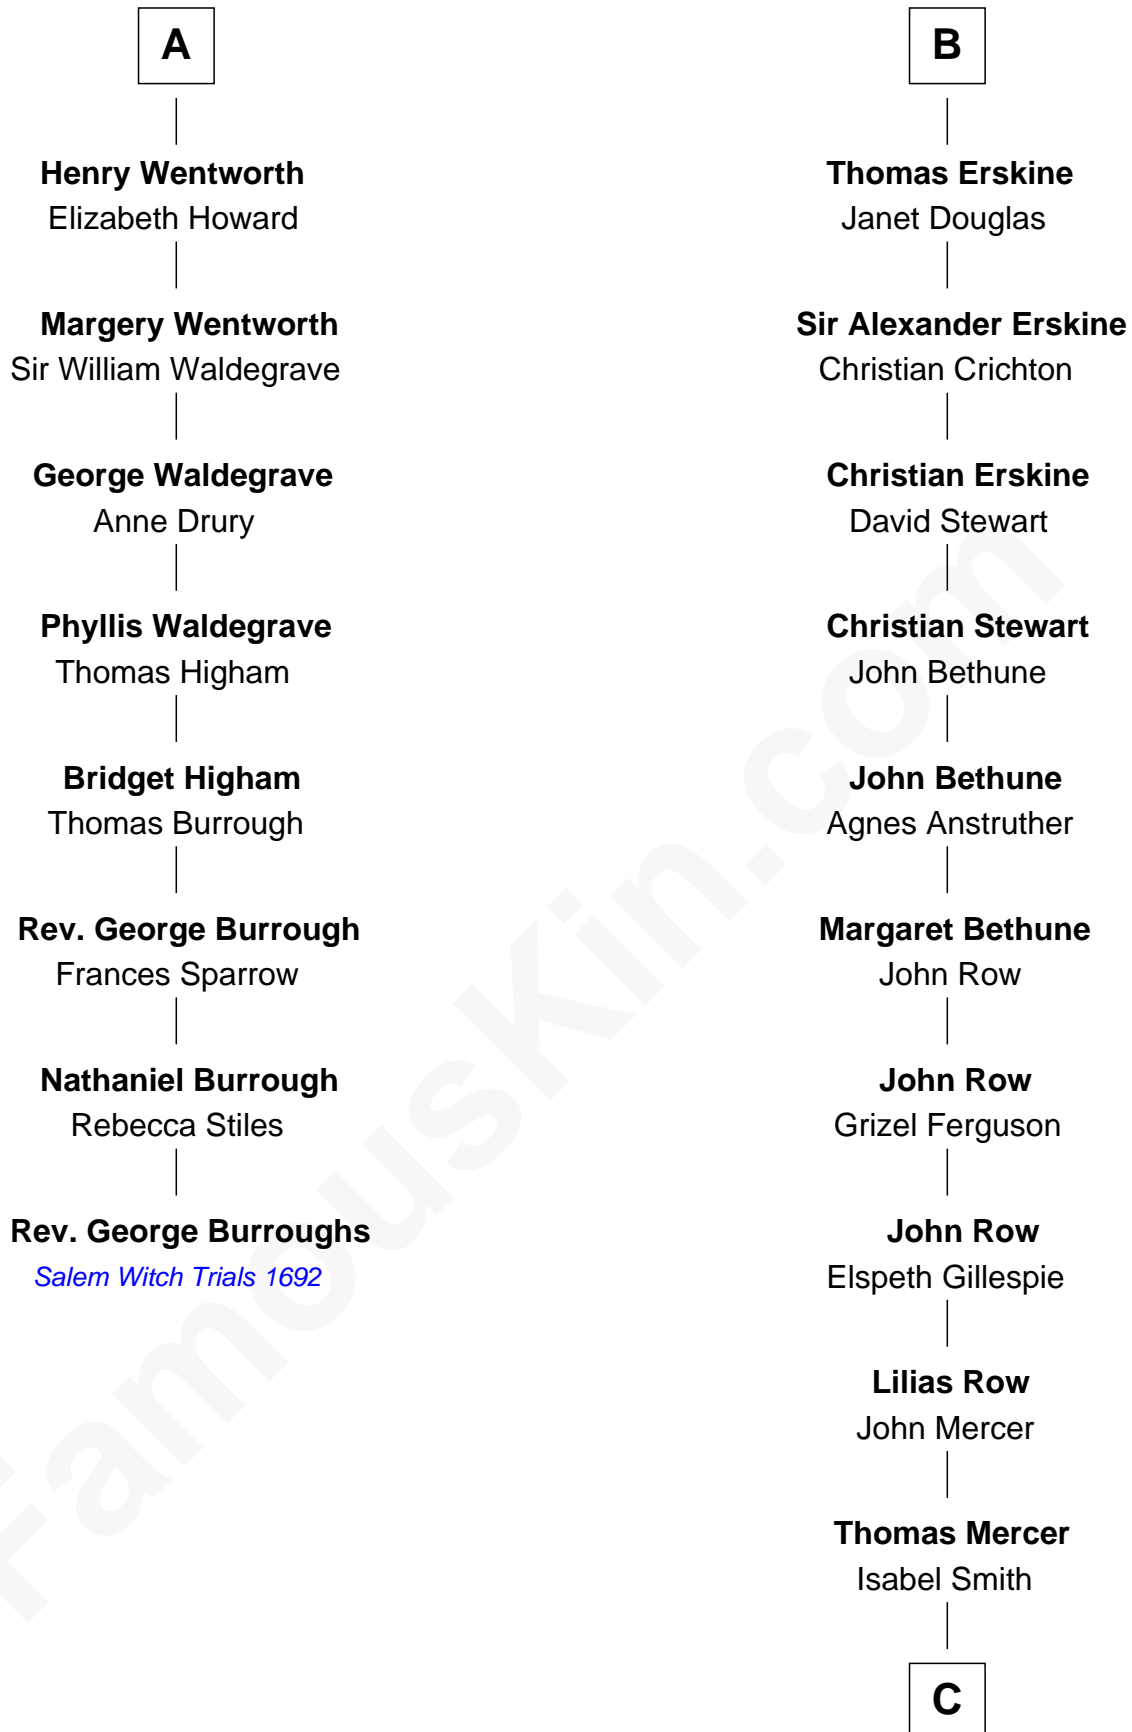 A
Henry Wentworth
Elizabeth Howard
Margery Wentworth
Sir William Waldegrave
George Waldegrave
Anne Drury
Phyllis Waldegrave
Thomas Higham
Bridget Higham
Thomas Burrough
Rev. George Burrough
Frances Sparrow
Nathaniel Burrough
Rebecca Stiles
Rev. George Burroughs
Salem Witch Trials 1692
B
Thomas Erskine
Janet Douglas
Sir Alexander Erskine
Christian Crichton
Christian Erskine
David Stewart
Christian Stewart
John Bethune
John Bethune
Agnes Anstruther
Margaret Bethune
John Row
John Row
Grizel Ferguson
John Row
Elspeth Gillespie
Lilias Row
John Mercer
Thomas Mercer
Isabel Smith
C
FamousKin.com